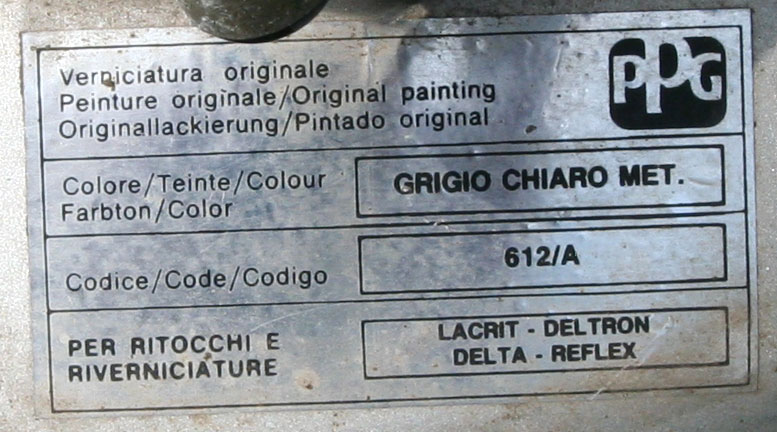 Verniciatura originale
Peinture originale/Original painting
Originallackierung/Pintado original
PPG
Colore/Teinte/Colour
Farbton/Color
GRIGIO CHIARO MET.
Codice/Code/Codigo
612/A
PER RITOCCHI E
RIVERNICIATURE
LACRIT - DELTRON
DELTA - REFLEX